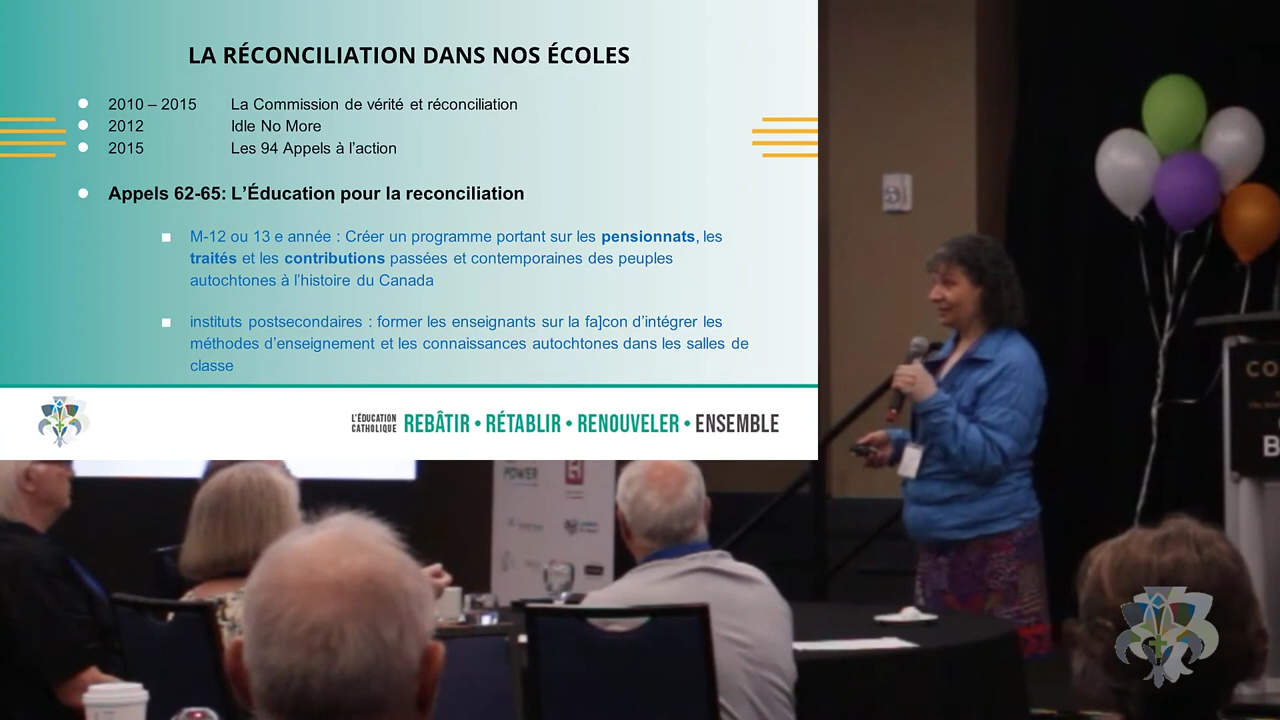 LA RÉCONCILIATION DANS NOS ÉCOLES
2010 – 2015 La Commission de vérité et réconciliation
2012 Idle No More
2015 Les 94 Appels à l’action
Appels 62-65: L’Éducation pour la reconciliation
M-12 ou 13 e année : Créer un programme portant sur les pensionnats, les
traités et les contributions passées et contemporaines des peuples
autochtones à l’histoire du Canada
instituts postsecondaires : former les enseignants sur la fa]con d’intégrer les
méthodes d’enseignement et les connaissances autochtones dans les salles de
classe
L’ÉDUCATION
CATHOLIQUE
REBÂTIR • RÉTABLIR • RENOUVELER • ENSEMBLE
POWER
CO
B